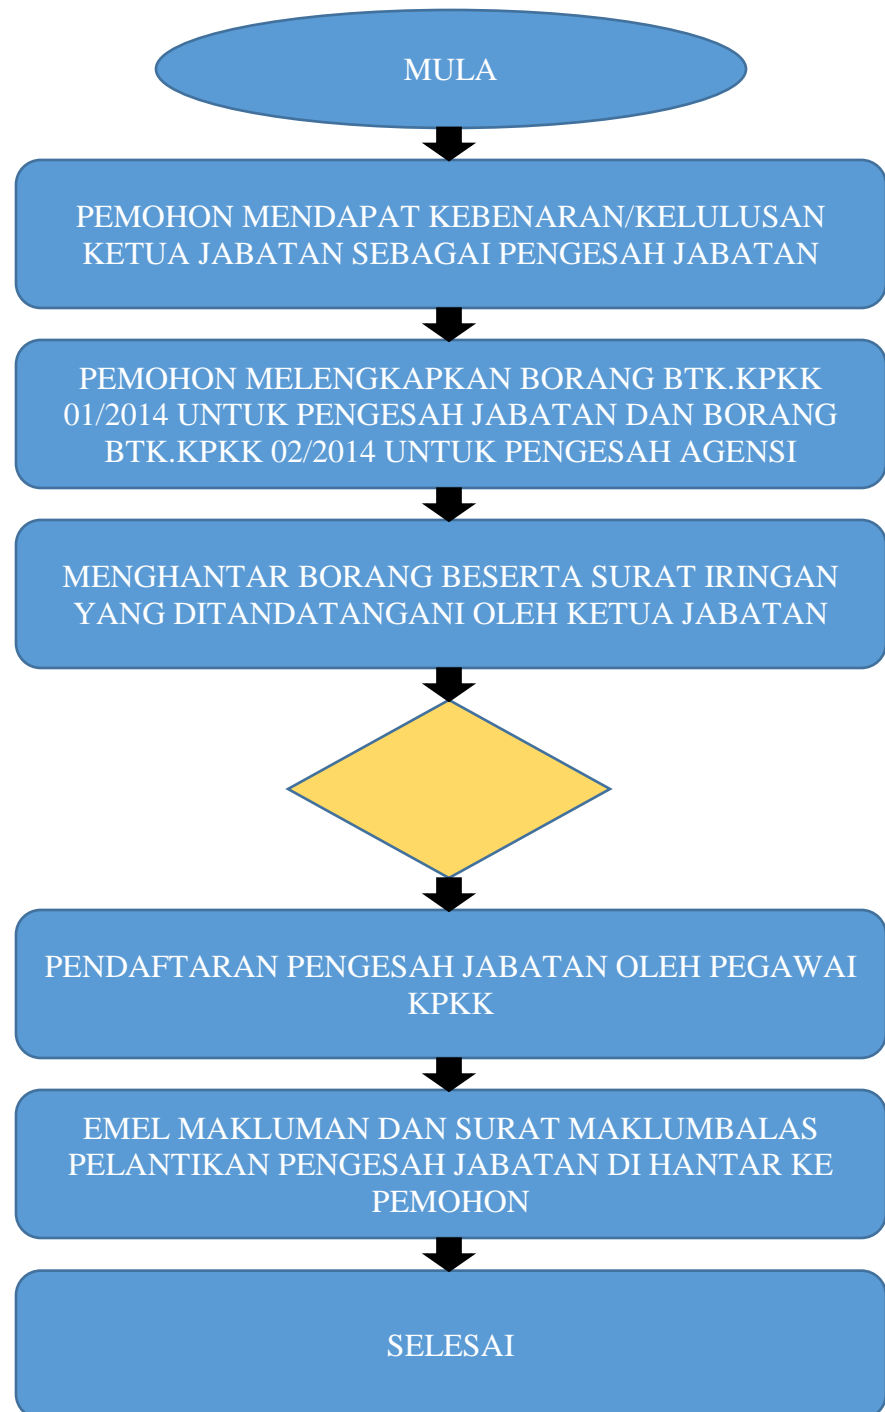 MULA
PEMOHON MENDAPAT KEBENARAN/KELULUSAN
KETUA JABATAN SEBAGAI PENGESAH JABATAN
PEMOHON MELENGKAPKAN BORANG BTK.KPKK
01/2014 UNTUK PENGESAH JABATAN DAN BORANG
BTK.KPKK 02/2014 UNTUK PENGESAH AGENSI
MENGHANTAR BORANG BESERTA SURAT IRINGAN
YANG DITANDATANGANI OLEH KETUA JABATAN
PENDAFTARAN PENGESAH JABATAN OLEH PEGAWAI
KPKK
EMEL MAKLUMAN DAN SURAT MAKLUMBALAS
PELANTIKAN PENGESAH JABATAN DI HANTAR KE
PEMOHON
SELESAI